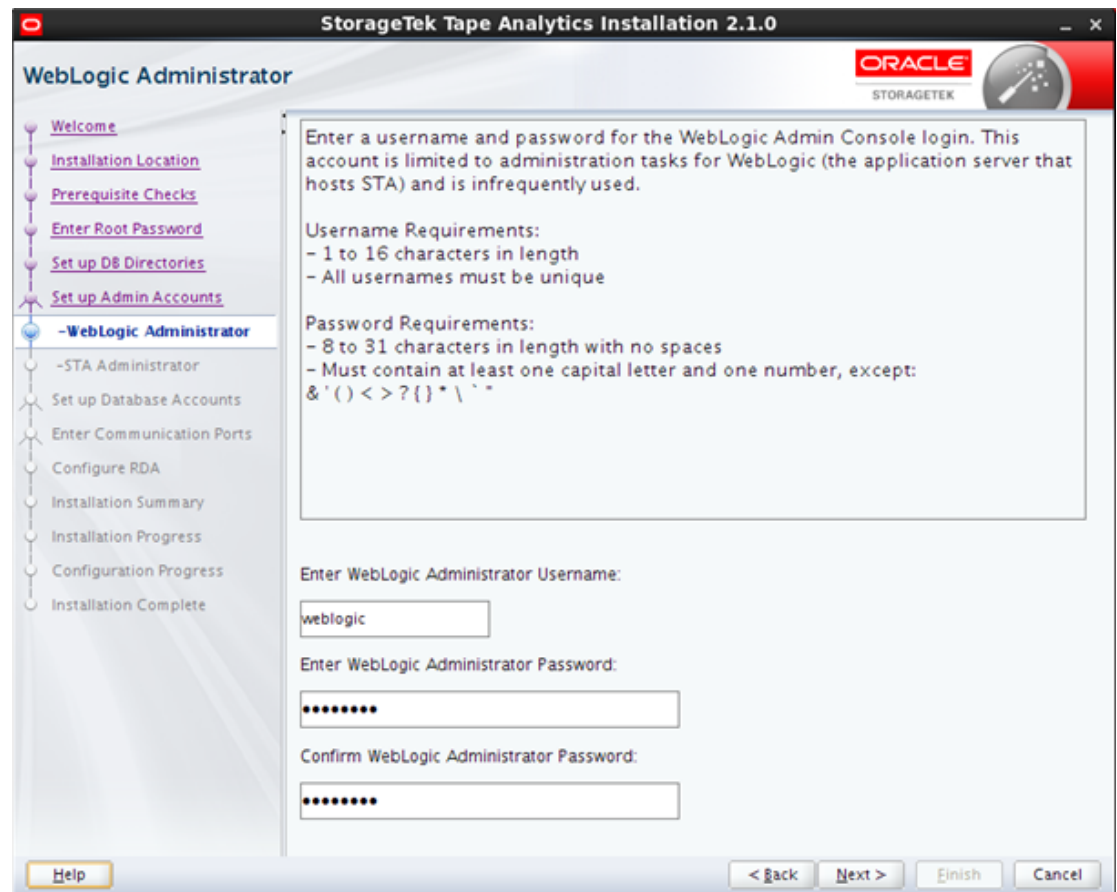 StorageTek Tape Analytics Installation 2.1.0
WebLogic Administrator
ORACLE
STORAGETEK
Welcome
Installation Location
Prerequisite Checks
Enter Root Password
Set up DB Directories
Set up Admin Accounts
-WebLogic Administrator
-STA Administrator
Set up Database Accounts
Enter Communication Ports
Configure RDA
Installation Summary
Installation Progress
Configuration Progress
Installation Complete
Enter a username and password for the WebLogic Admin Console login. This
account is limited to administration tasks for WebLogic (the application server that
hosts STA) and is infrequently used.
Username Requirements:
- 1 to 16 characters in length
- All usernames must be unique
Password Requirements:
- 8 to 31 characters in length with no spaces
- Must contain at least one capital letter and one number, except:
& ' ( ) < > ? { } * \ ` "
Enter WebLogic Administrator Username:
weblogic
Enter WebLogic Administrator Password:
••••••••
Confirm WebLogic Administrator Password:
••••••••
Help
< Back
Next >
Finish
Cancel